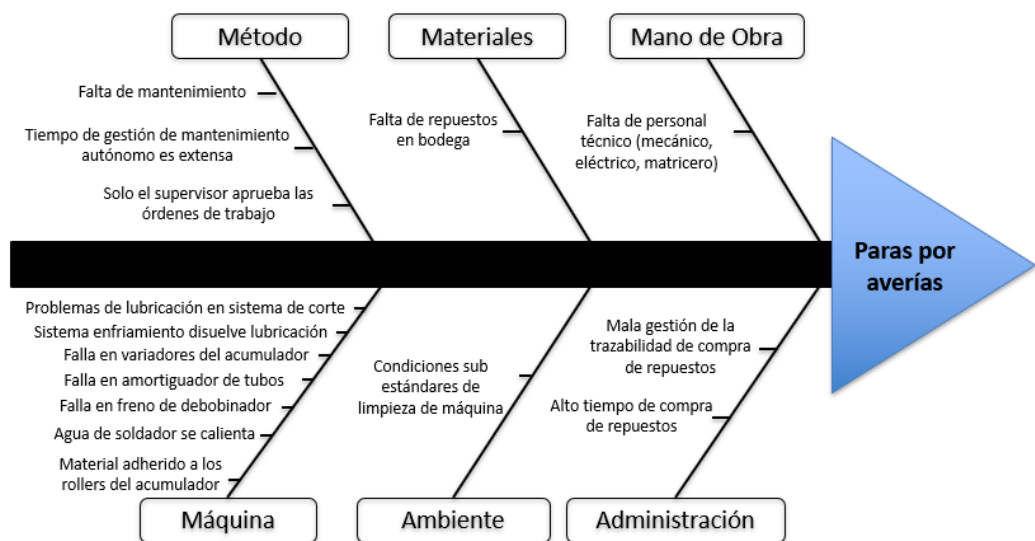 Método
Materiales
Mano de Obra
Falta de mantenimiento
Tiempo de gestión de mantenimiento
autónomo es extensa
Solo el supervisor aprueba las
órdenes de trabajo
Falta de repuestos
en bodega
Falta de personal
técnico (mecánico,
eléctrico, matricero)
Paras por
averías
Problemas de lubricación en sistema de corte
Sistema enfriamiento disuelve lubricación
Falla en variadores del acumulador
Falla en amortiguador de tubos
Falla en freno de debobinador
Agua de soldador se calienta
Material adherido a los
rollers del acumulador
Condiciones sub
estándares de
limpieza de máquina
Mala gestión de la
trazabilidad de compra
de repuestos
Alto tiempo de compra
de repuestos
Máquina
Ambiente
Administración